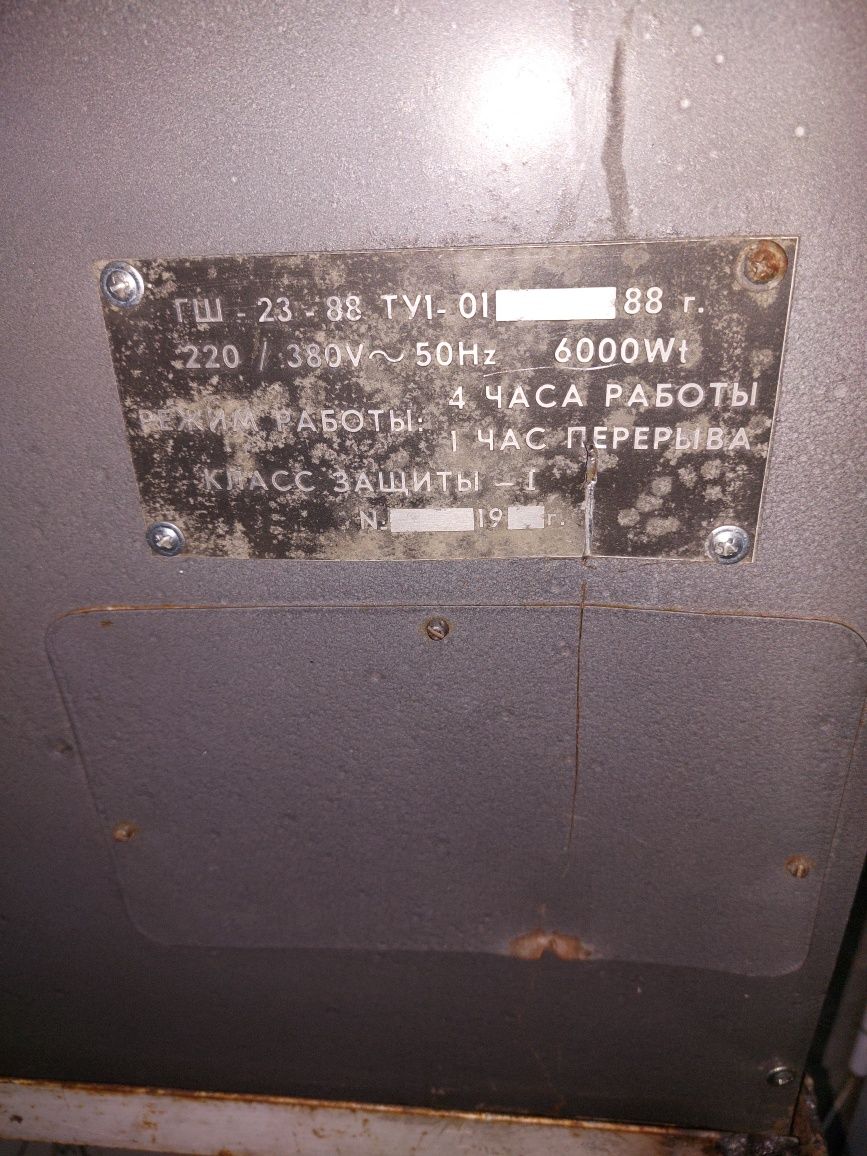 ГШ - 23 - 88 ТУ1- 01 88 г.
220 / 380V ~ 50Hz 6000Wt
РЕЖИМ РАБОТЫ: 4 ЧАСА РАБОТЫ
1 ЧАС ПЕРЕРЫВА
КЛАСС ЗАЩИТЫ - I
N. 19 г.